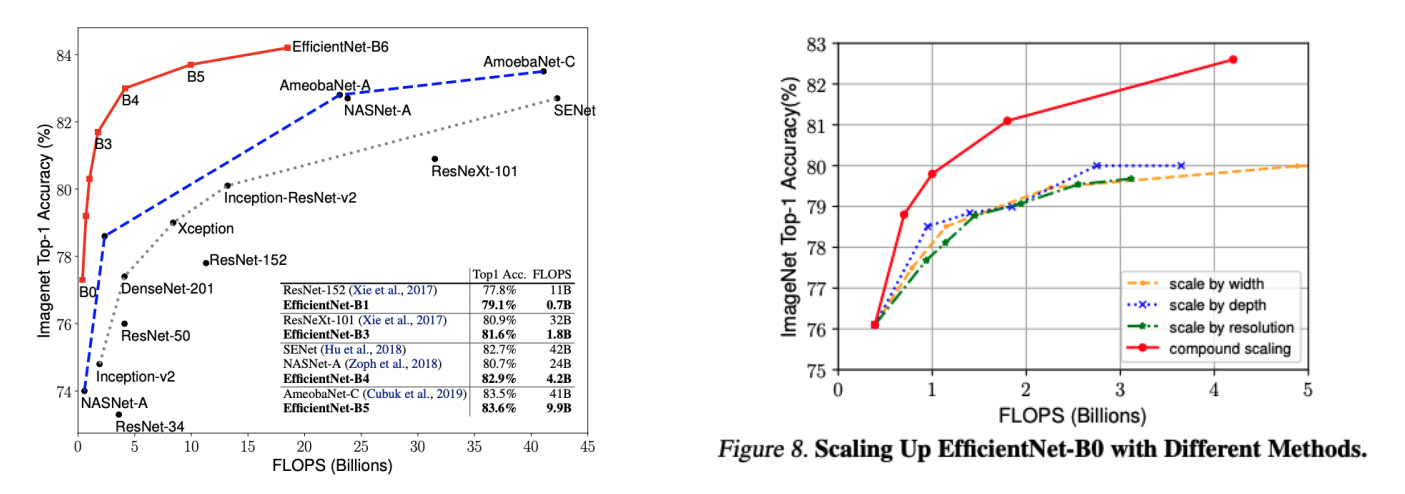 Imagenet Top-1 Accuracy (%)
84
82
80
78
76
74
EfficientNet-B6
B5
B4
B3
B0
AmoebaNet-C
AmoebaNet-A
NASNet-A
SENet
ResNeXt-101
Inception-ResNet-v2
Xception
ResNet-152
DenseNet-201
ResNet-50
Inception-v2
NASNet-A
ResNet-34
Top1 Acc. FLOPS
ResNet-152 (Xie et al., 2017) 77.8% 11B
EfficientNet-B1 79.1% 0.7B
ResNeXt-101 (Xie et al., 2017) 80.9% 32B
EfficientNet-B3 81.6% 1.8B
SENet (Hu et al., 2018) 82.7% 42B
NASNet-A (Zoph et al., 2018) 80.7% 24B
EfficientNet-B4 82.9% 4.2B
AmoebaNet-C (Cubuk et al., 2019) 83.5% 41B
EfficientNet-B5 83.6% 9.9B
0 5 10 15 20 25 30 35 40 45
FLOPS (Billions)
ImageNet Top-1 Accuracy(%)
83
82
81
80
79
78
77
76
75
scale by width
scale by depth
scale by resolution
compound scaling
0 1 2 3 4 5
FLOPS (Billions)
Figure 8. Scaling Up EfficientNet-B0 with Different Methods.